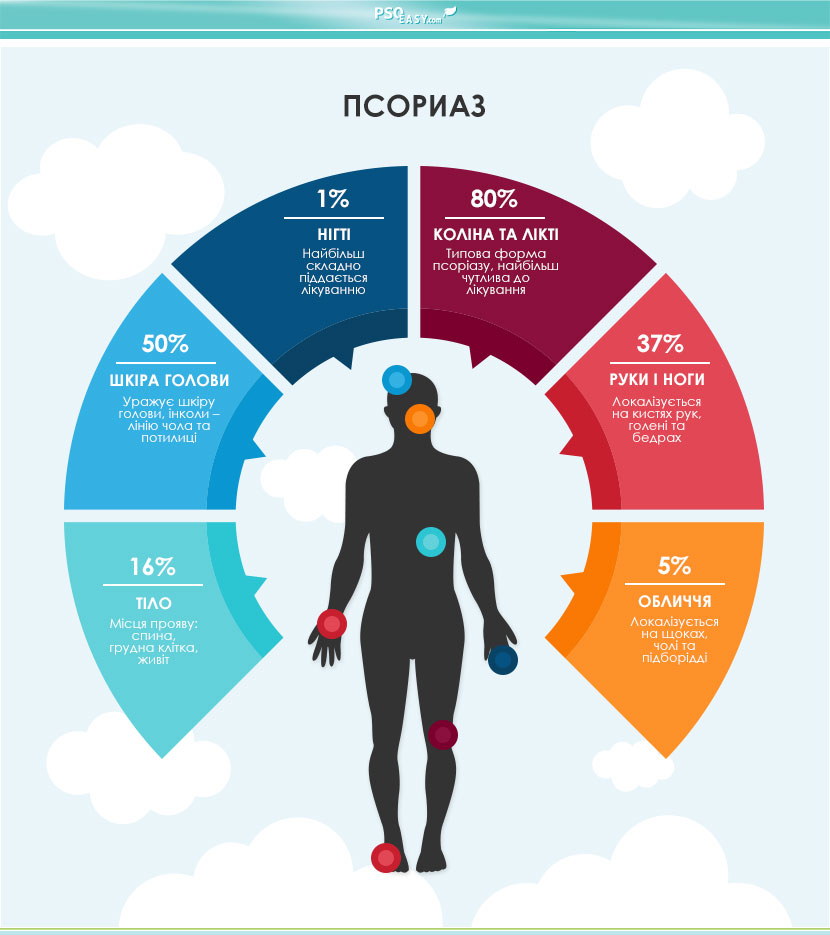 PSO
EASY.com
ПСОРИАЗ
1%
НІГТІ
Найбільш
складно
піддається
лікуванню
80%
КОЛІНА ТА ЛІКТІ
Типова форма
псоріазу, найбільш
чутлива до
лікування
50%
ШКІРА ГОЛОВИ
Уражує шкіру
голови, інколи –
лінію чола та
потилиці
37%
РУКИ І НОГИ
Локалізується
на кистях рук,
голені та
бедрах
16%
ТІЛО
Місця прояву:
спина,
грудна клітка,
живіт
5%
ОБЛИЧЧЯ
Локалізується
на щоках,
чолі та
підборідді